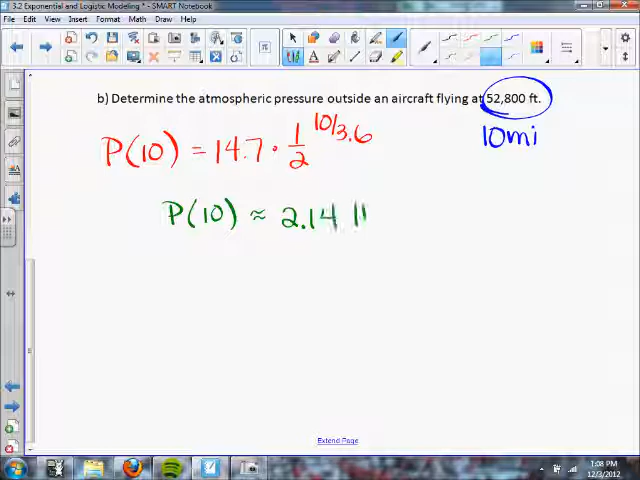 3.2 Exponential and Logistic Modeling * - SMART Notebook
File Edit View Insert Format Tools Math Draw Help
b) Determine the atmospheric pressure outside an aircraft flying at 52,800 ft.
10mi
P(10) = 14.7 · 1/2 ^10/3.6
P(10) ≈ 2.14 l
Extend Page
1:08 PM
12/3/2012